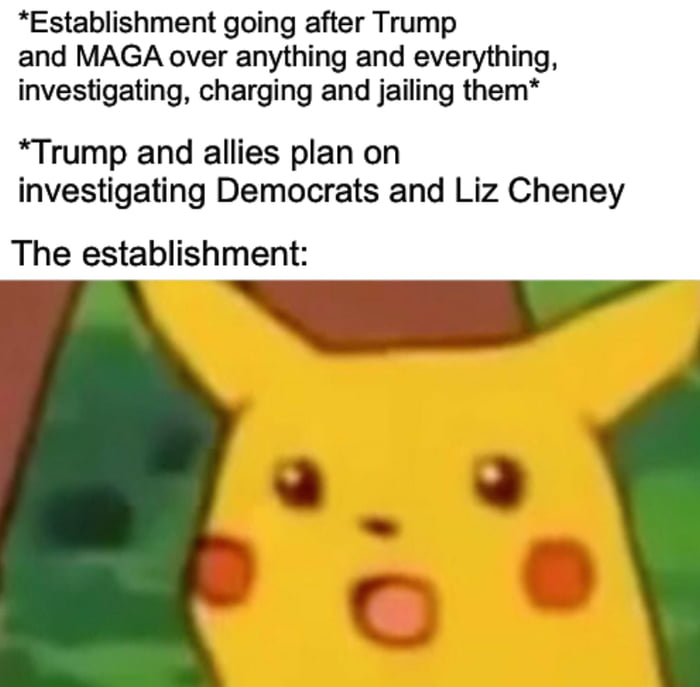 *Establishment going after Trump
and MAGA over anything and everything,
investigating, charging and jailing them*
*Trump and allies plan on
investigating Democrats and Liz Cheney
The establishment: